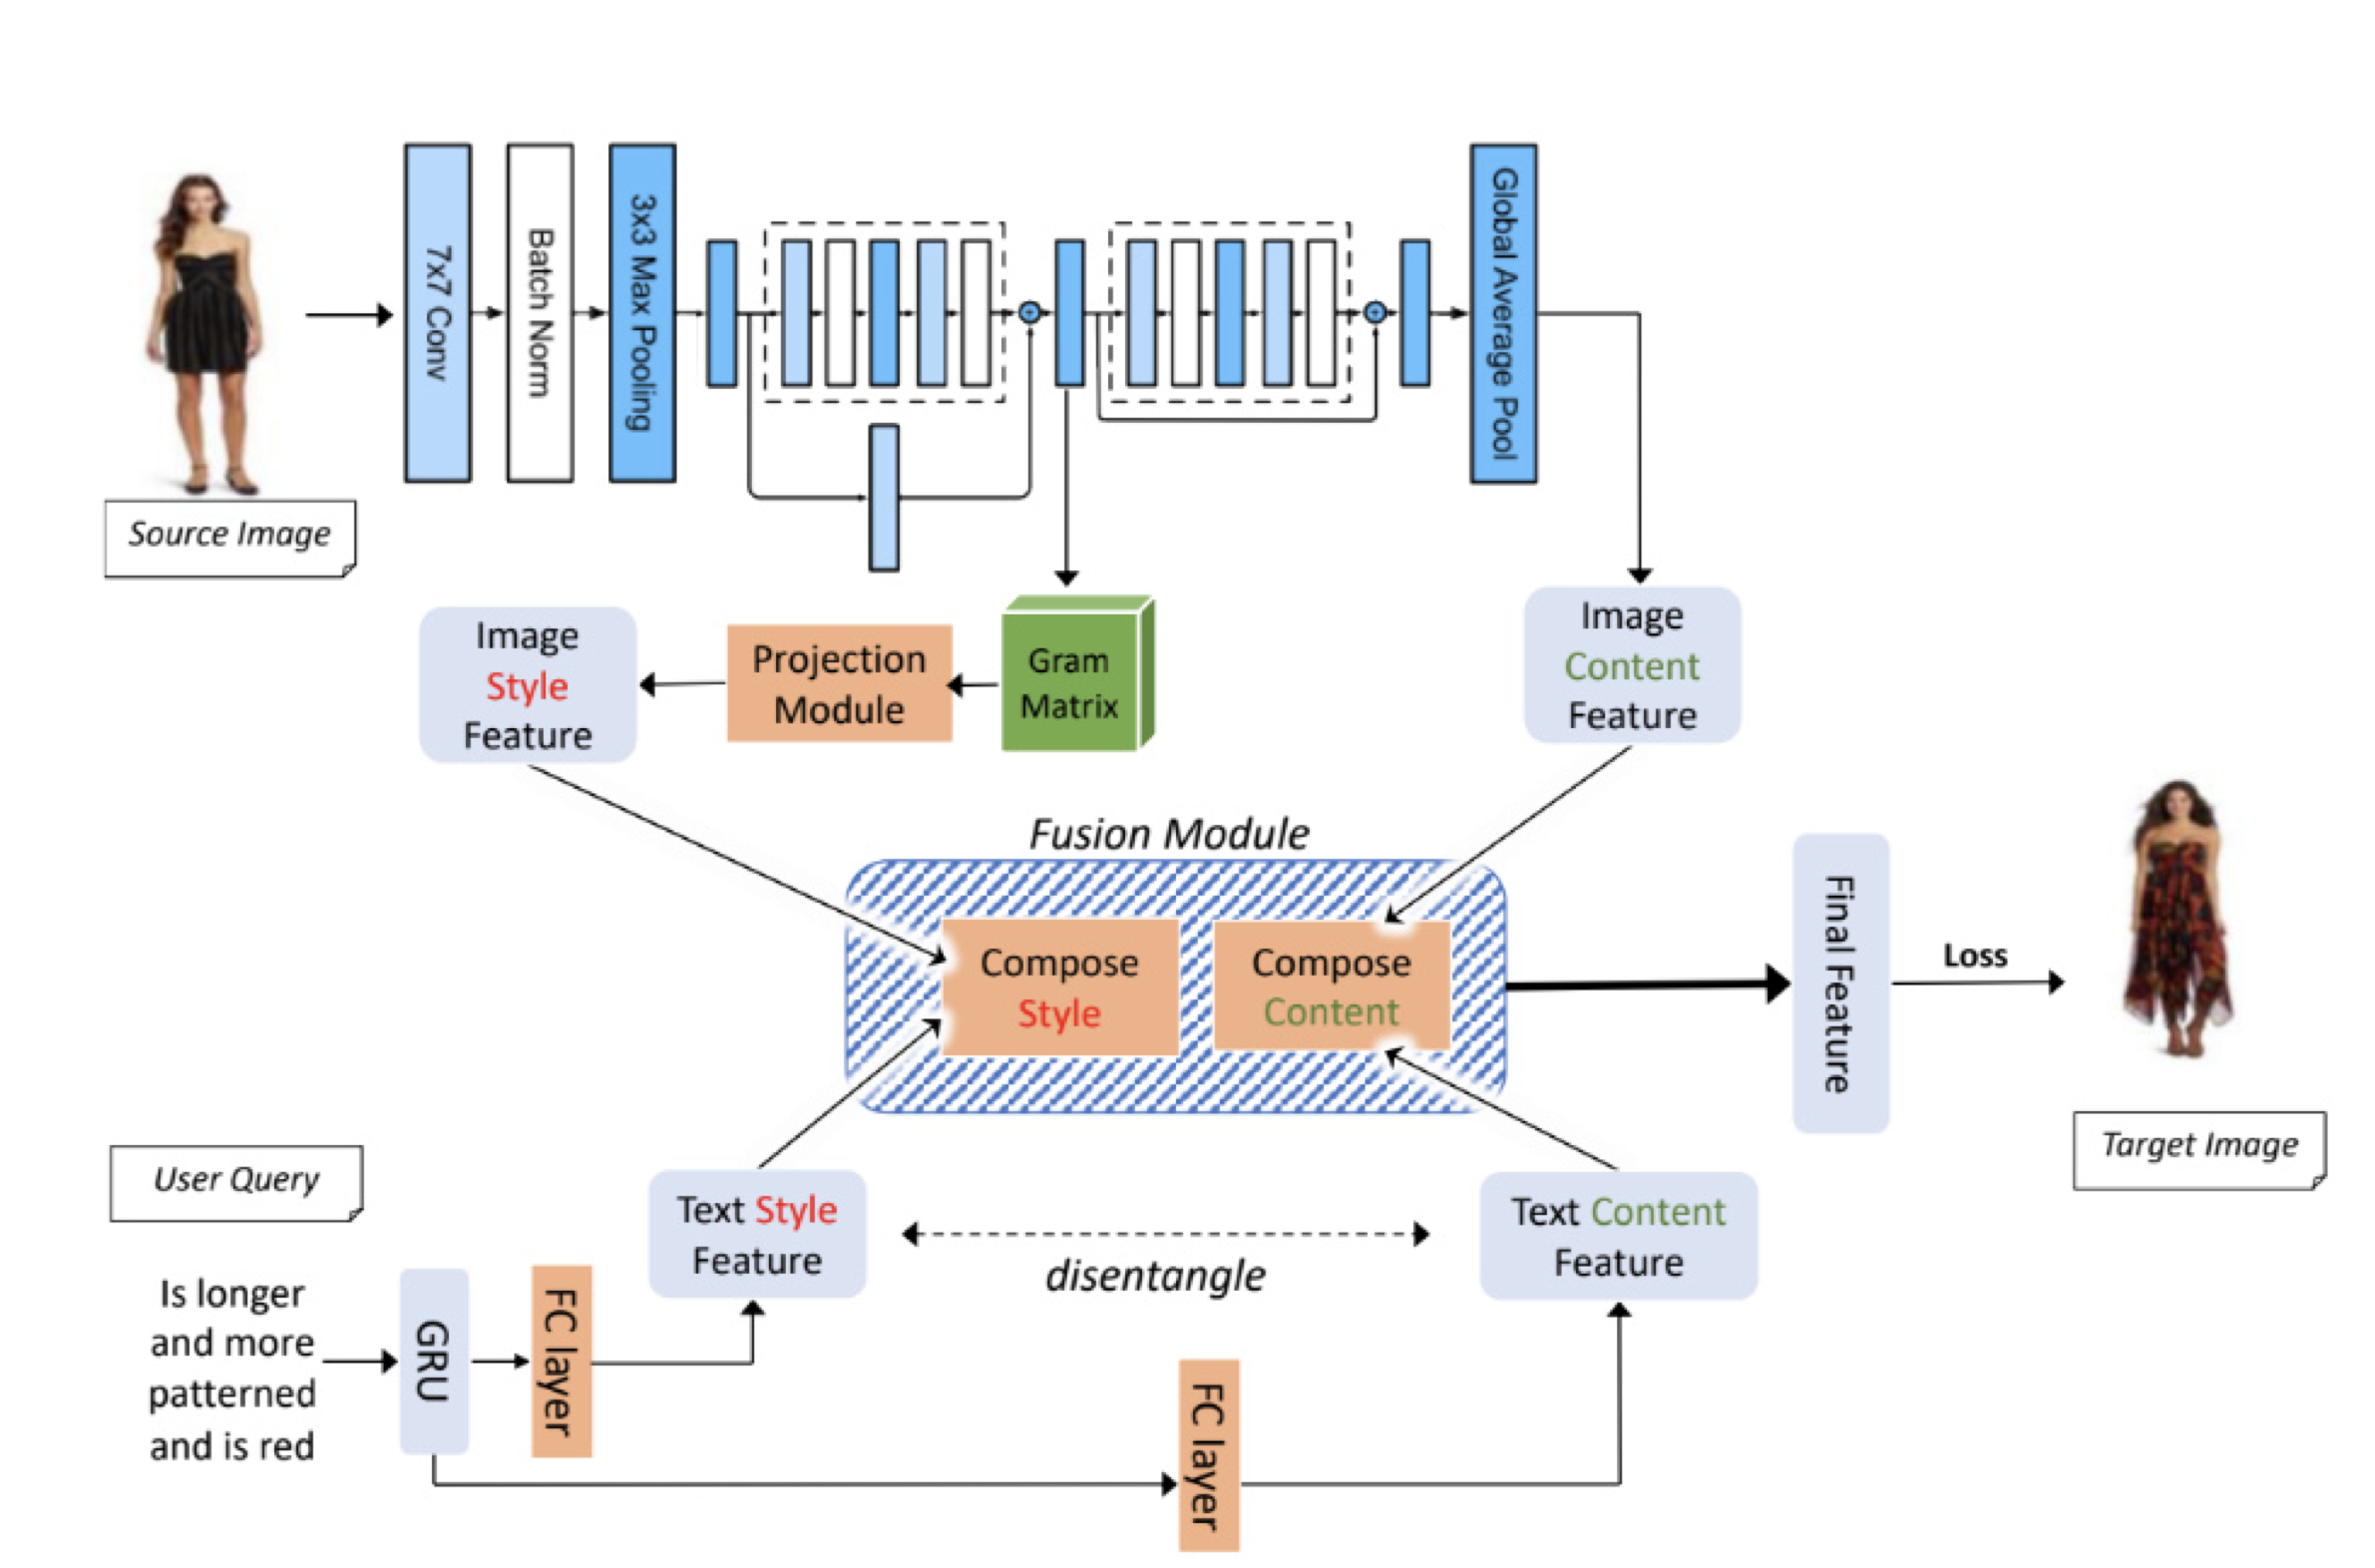 7x7 Conv
Batch Norm
3x3 Max Pooling
Global Average Pool
Source Image
Image
Style
Feature
Projection
Module
Gram
Matrix
Image
Content
Feature
Fusion Module
Compose
Style
Compose
Content
Final Feature
Loss
Target Image
User Query
Text Style
Feature
disentangle
Text Content
Feature
Is longer
and more
patterned
and is red
GRU
FC layer
FC layer